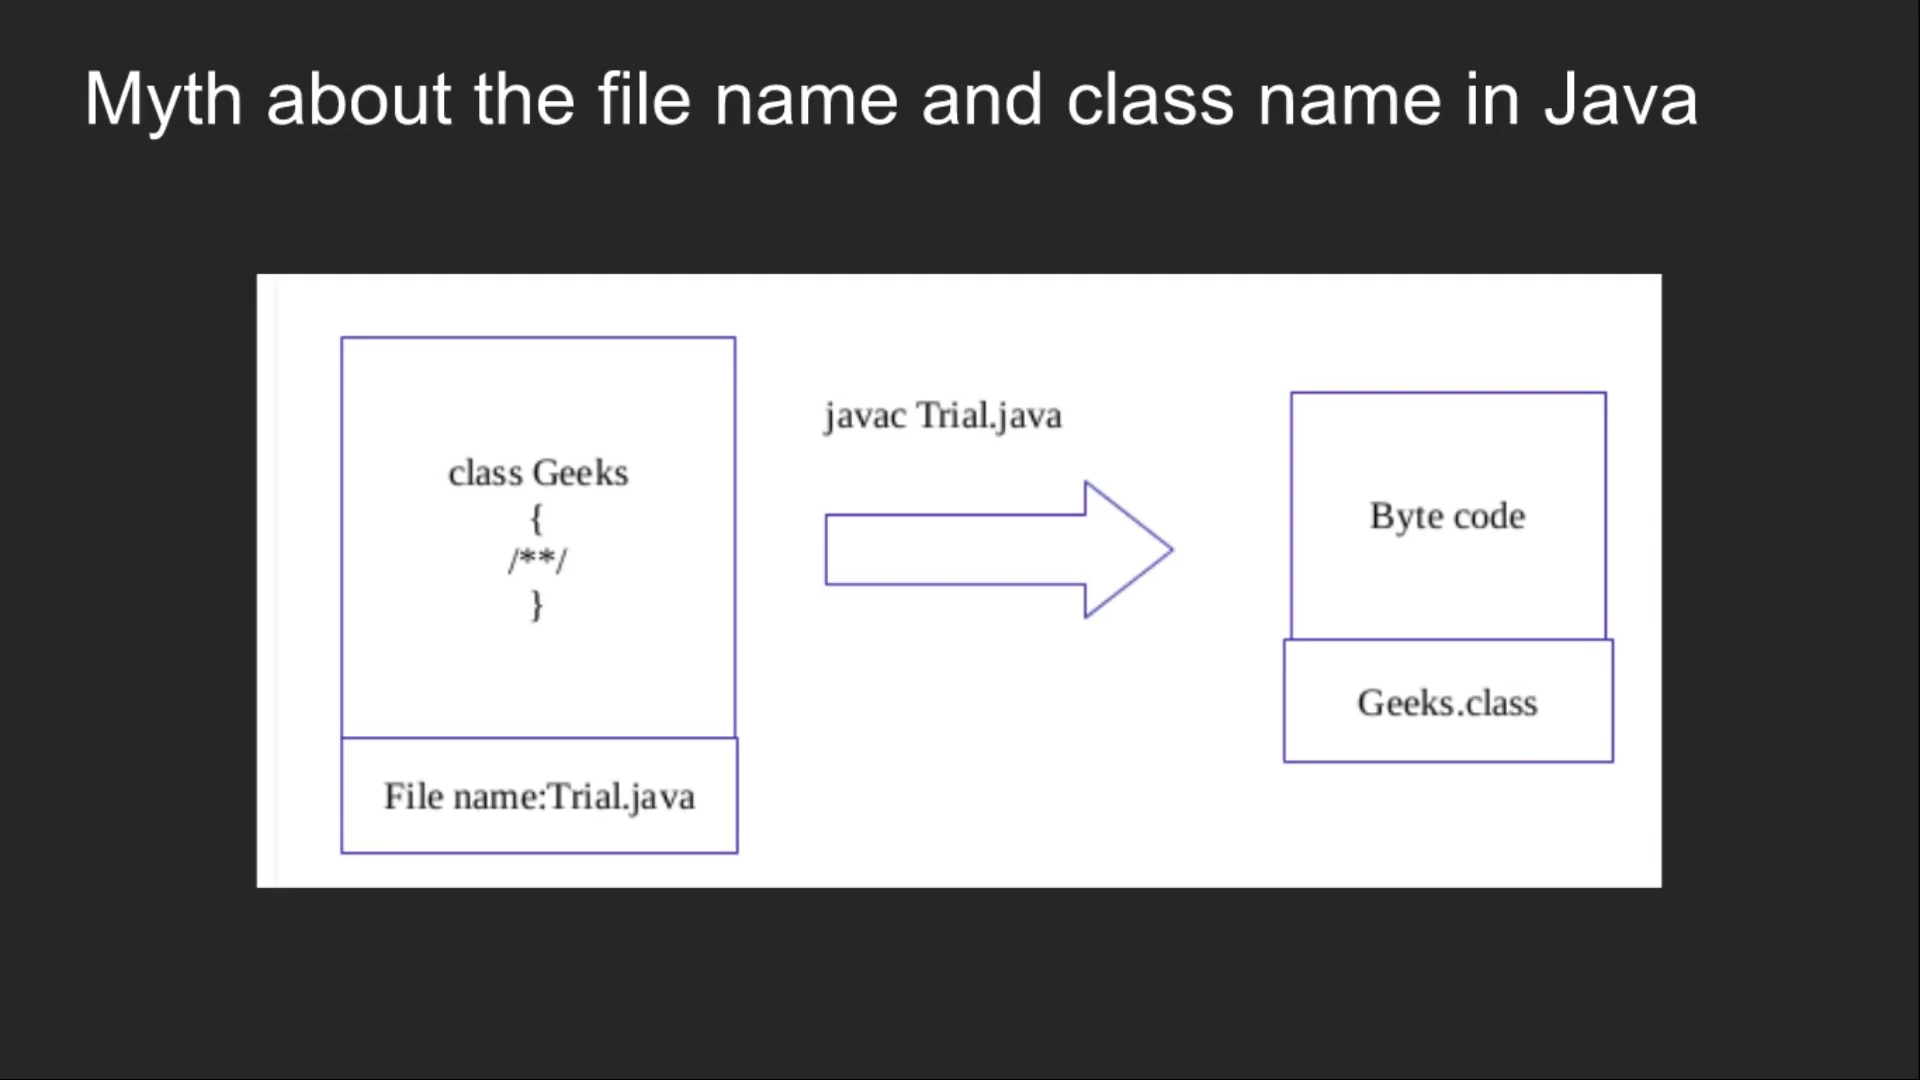 Myth about the file name and class name in Java
class Geeks
{
/**/
}
File name:Trial.java
javac Trial.java
Byte code
Geeks.class